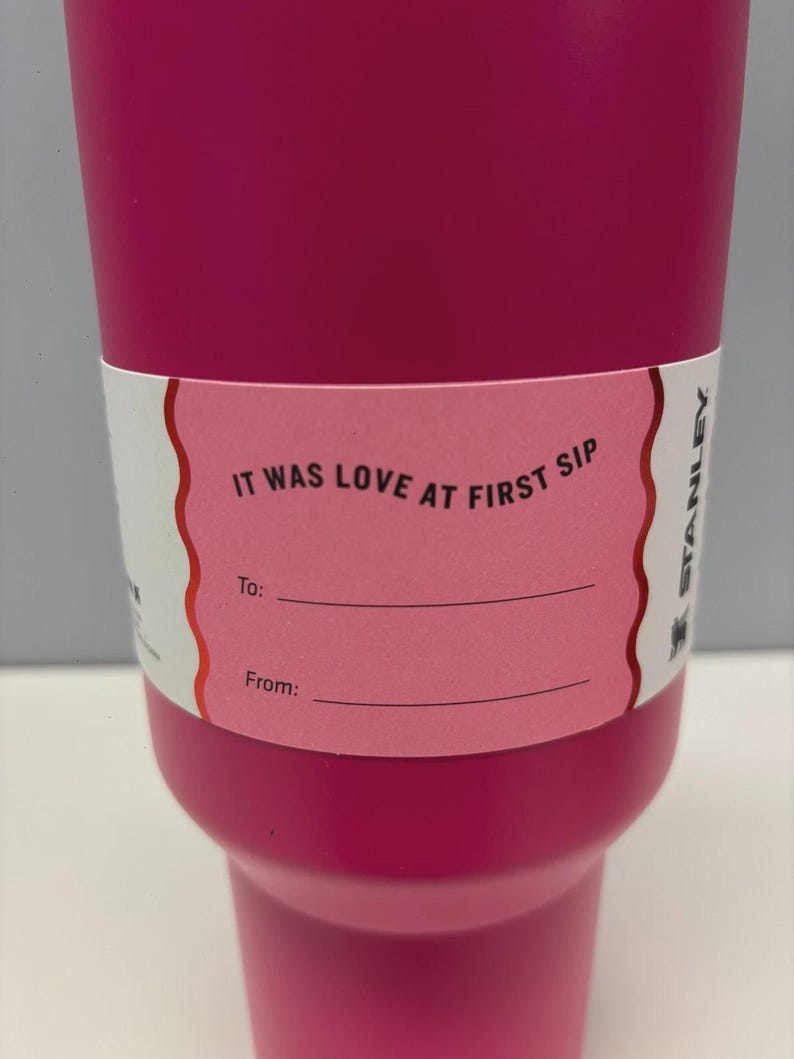 IT WAS LOVE AT FIRST SIP
To:
From:
STANLEY